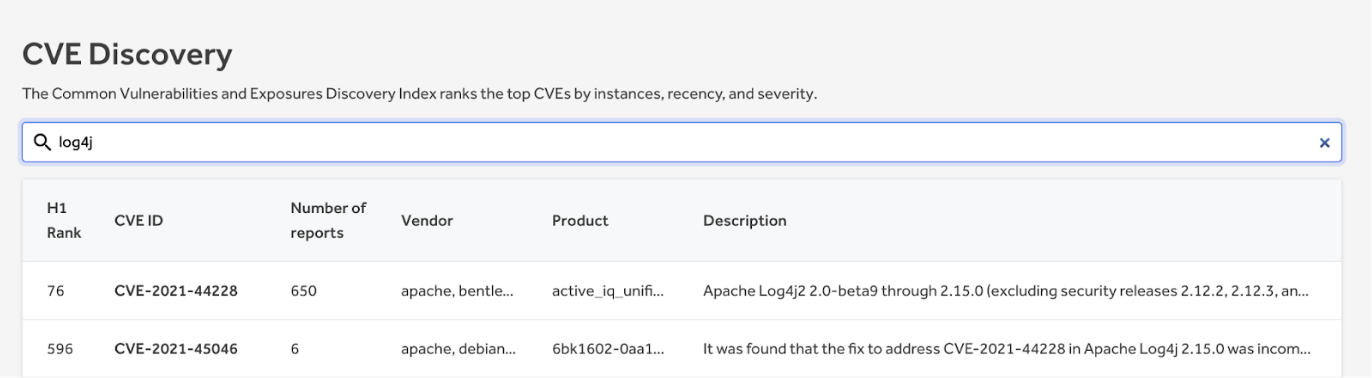 CVE Discovery
The Common Vulnerabilities and Exposures Discovery Index ranks the top CVEs by instances, recency, and severity.
log4j
H1 Rank CVE ID Number of reports Vendor Product Description
76 CVE-2021-44228 650 apache, bentle... active_iq_unifi... Apache Log4j2 2.0-beta9 through 2.15.0 (excluding security releases 2.12.2, 2.12.3, an...
596 CVE-2021-45046 6 apache, debian... 6bk1602-0aa1... It was found that the fix to address CVE-2021-44228 in Apache Log4j 2.15.0 was incom...